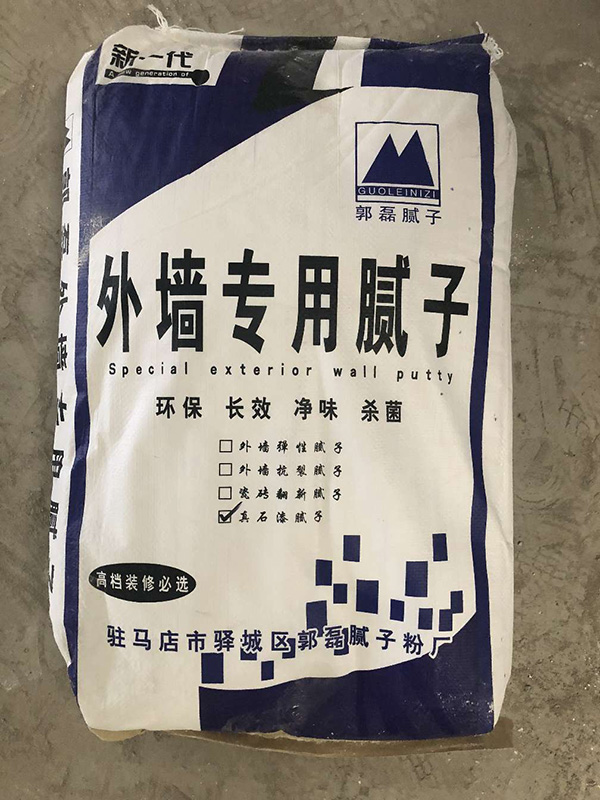 新一代
A new generation of
GUOLEINIZI
郭磊腻子
外墙专用腻子
Special exterior wall putty
环保 长效 净味 杀菌
外墙弹性腻子
外墙抗裂腻子
瓷砖翻新腻子
真石漆腻子
高档装修必选
驻马店市驿城区郭磊腻子粉厂